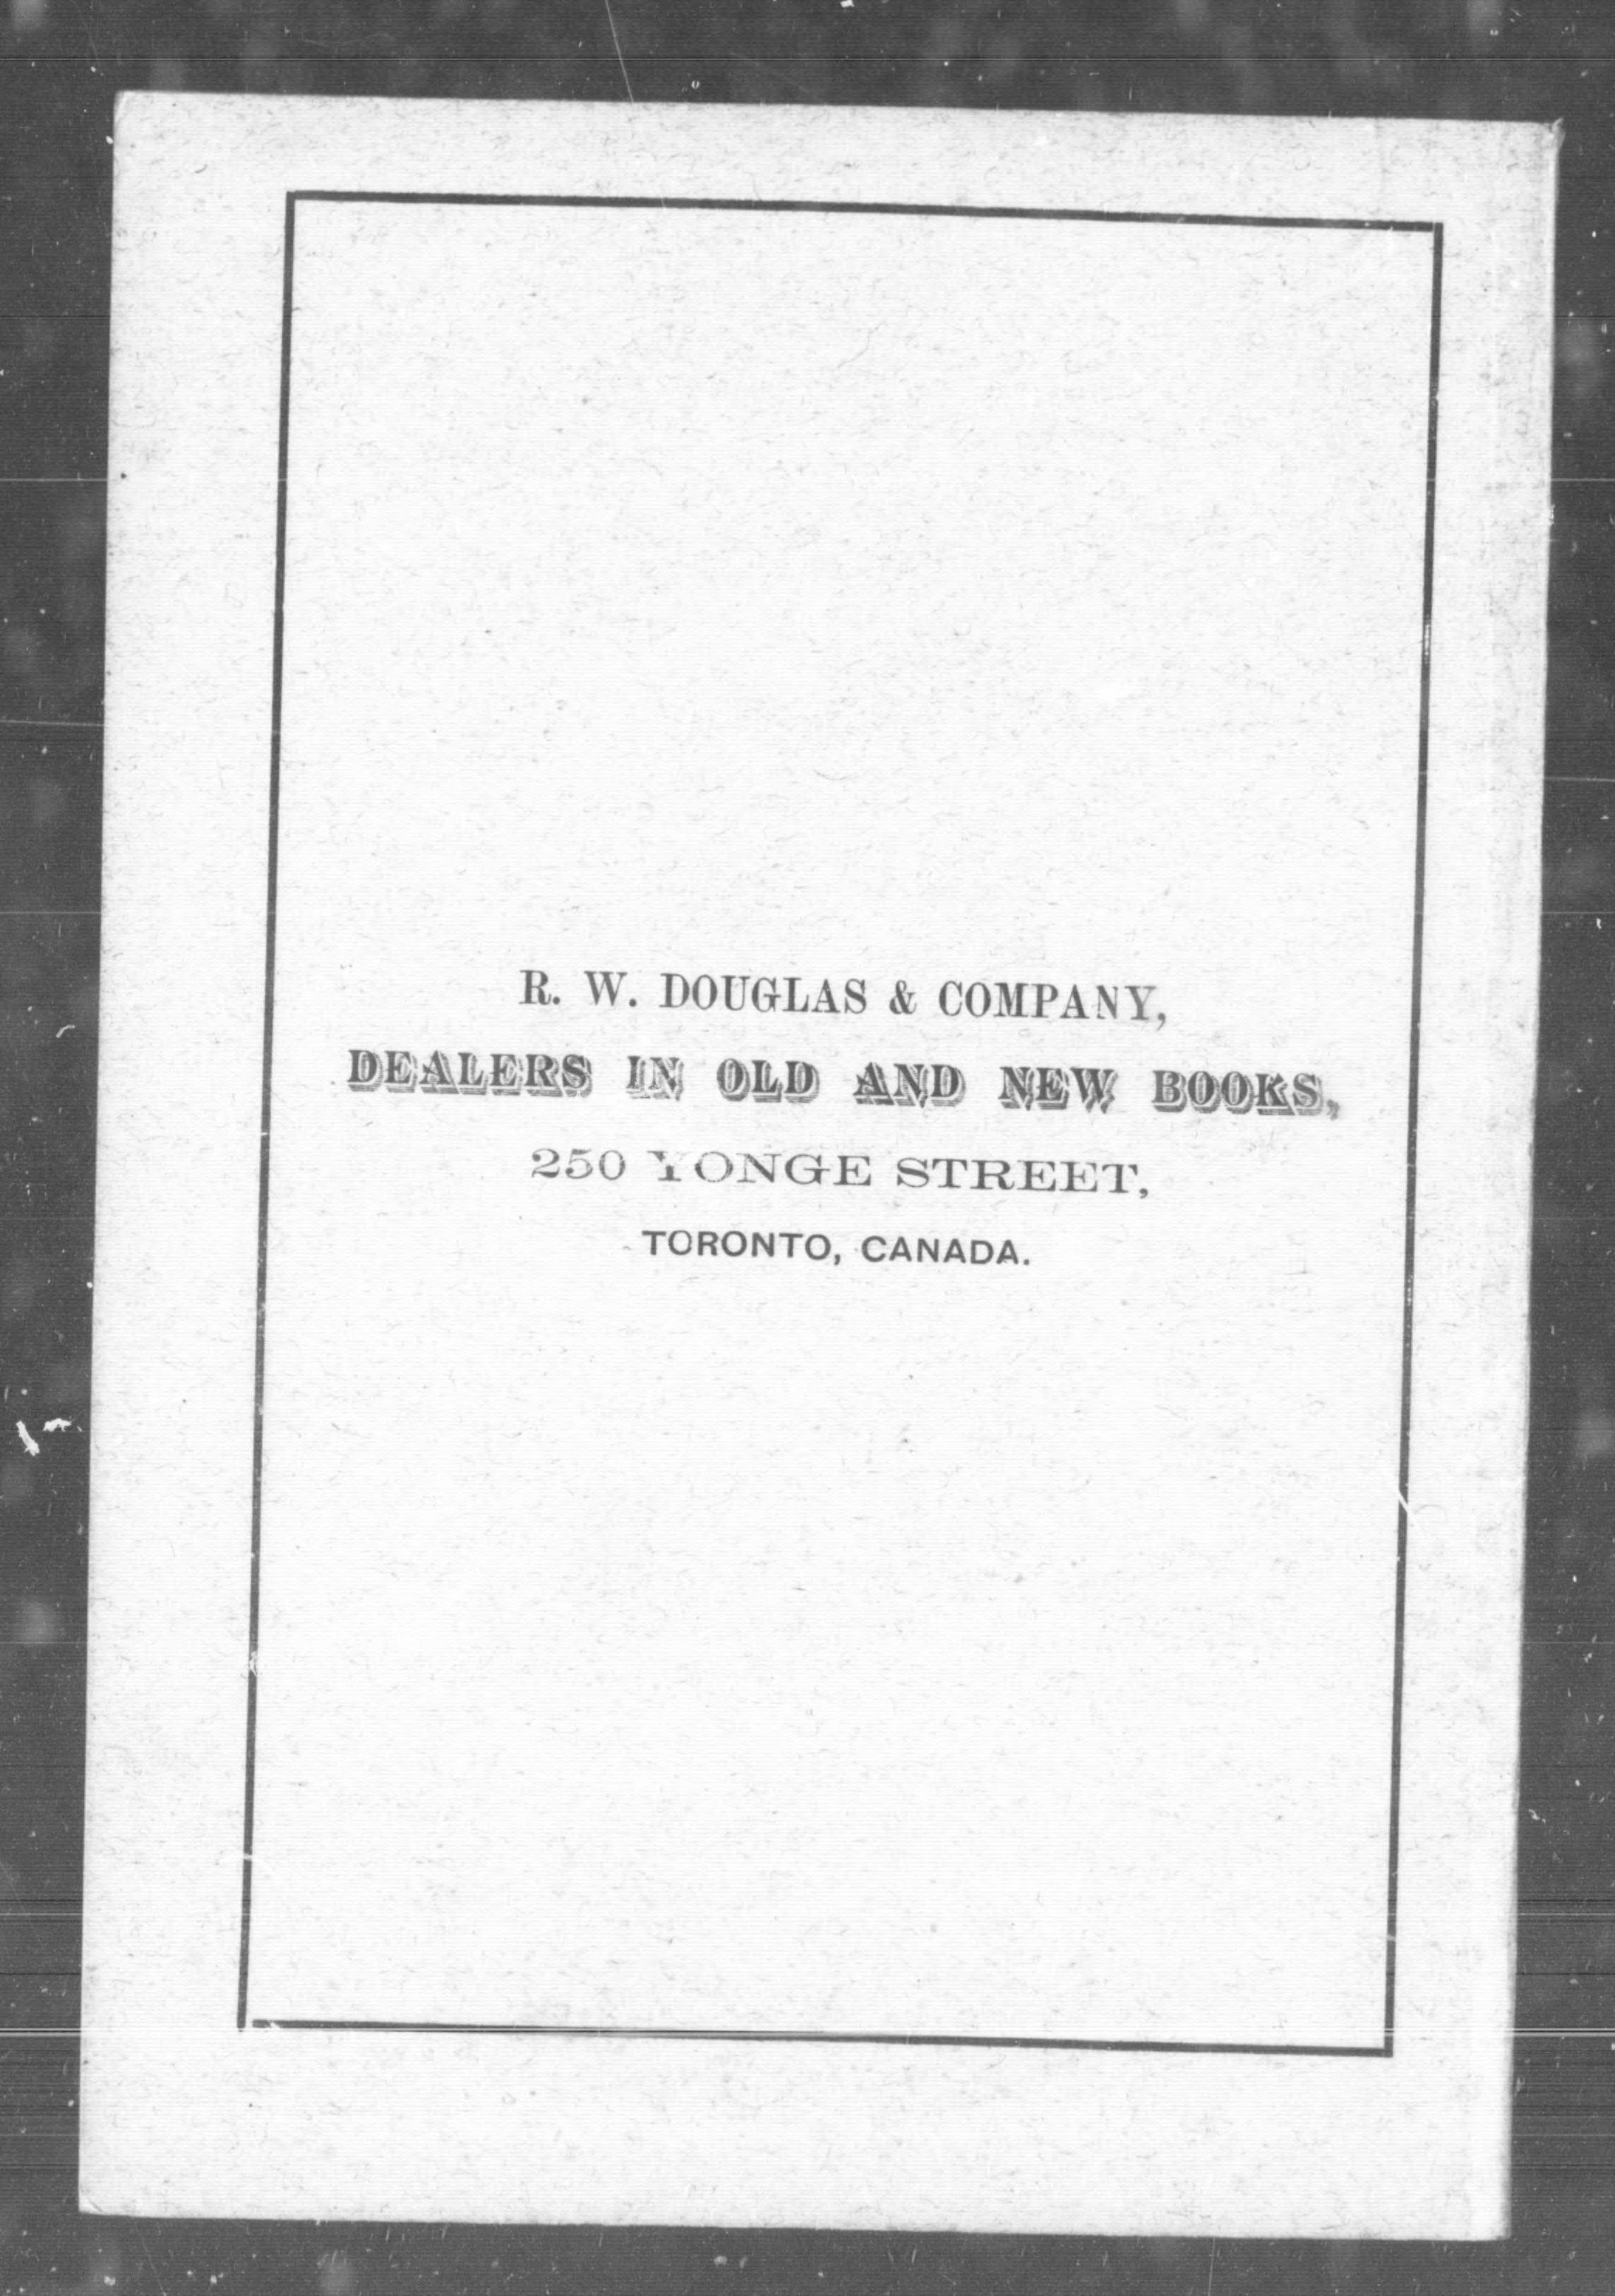 R. W. DOUGLAS & COMPANY,
DEALERS IN OLD AND NEW BOOKS,
250 YONGE STREET,
TORONTO, CANADA.